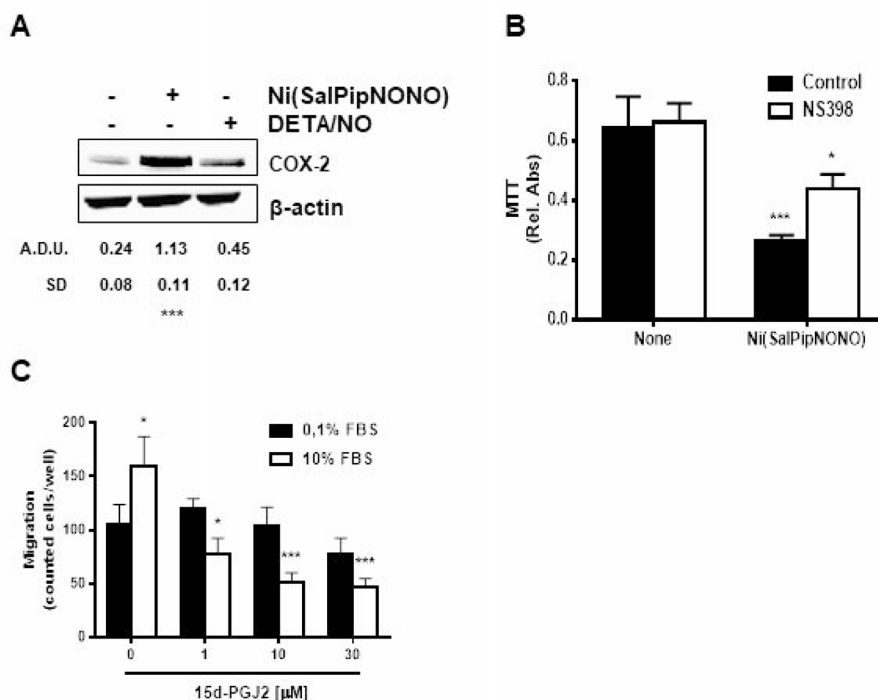 A
- + - Ni(SalPipNONO)
- - + DETA/NO
COX-2
β-actin
A.D.U. 0.24 1.13 0.45
SD 0.08 0.11 0.12
***
B
0.8
0.6
0.4
0.2
0.0
MTT
(Rel. Abs)
Control
NS398
***
*
None Ni(SalPipNONO)
C
200
150
100
50
0
Migration
(counted cells/well)
0,1% FBS
10% FBS
*
*
***
***
0 1 10 30
15d-PGJ2 [µM]